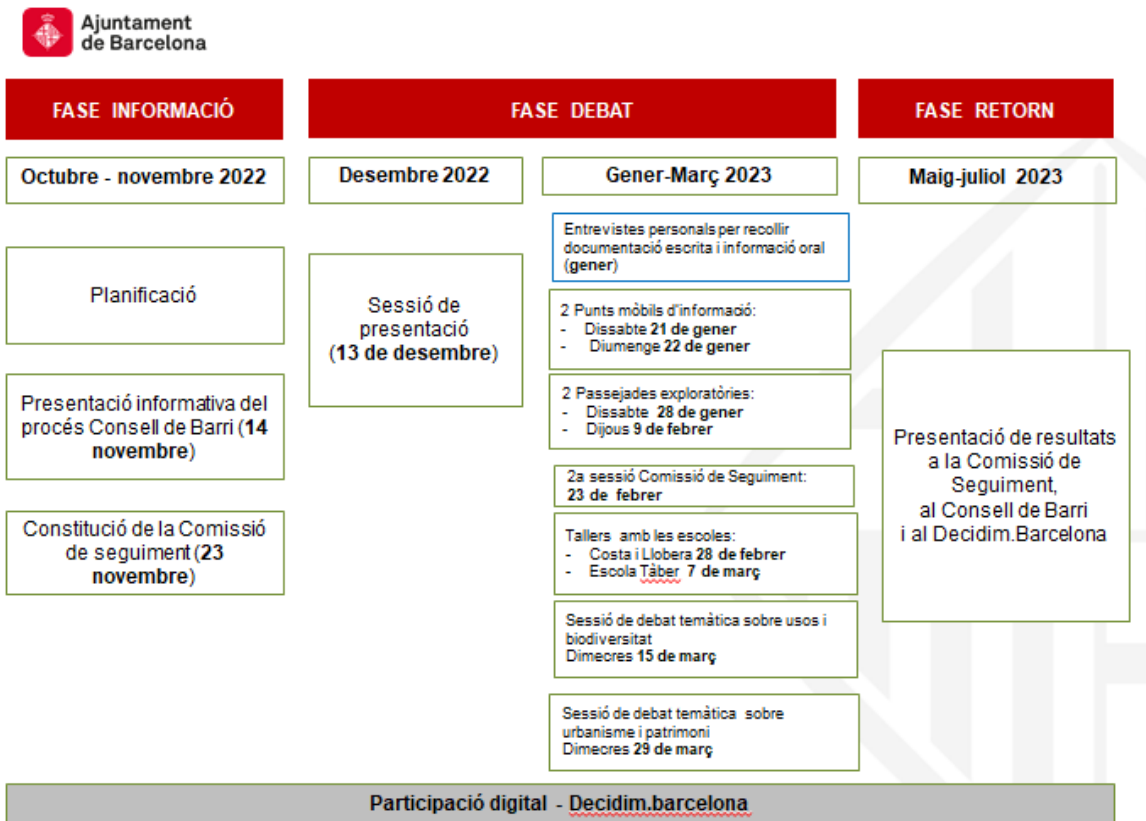 Ajuntament
de Barcelona
FASE INFORMACIÓ
FASE DEBAT
FASE RETORN
Octubre - novembre 2022
Desembre 2022
Gener-Març 2023
Maig-juliol 2023
Planificació
Presentació informativa del
procés Consell de Barri (14
novembre)
Constitució de la Comissió
de seguiment (23
novembre)
Sessió de
presentació
(13 de desembre)
Entrevistes personals per recollir
documentació escrita i informació oral
(gener)
2 Punts mòbils d'informació:
- Dissabte 21 de gener
- Diumenge 22 de gener
2 Passejades exploratòries:
- Dissabte 28 de gener
- Dijous 9 de febrer
2a sessió Comissió de Seguiment:
23 de febrer
Tallers amb les escoles:
- Costa i Llobera 28 de febrer
- Escola Tàber 7 de març
Sessió de debat temàtica sobre usos i
biodiversitat
Dimecres 15 de març
Sessió de debat temàtica sobre
urbanisme i patrimoni
Dimecres 29 de març
Presentació de resultats
a la Comissió de
Seguiment,
al Consell de Barri
i al Decidim.Barcelona
Participació digital - Decidim.barcelona